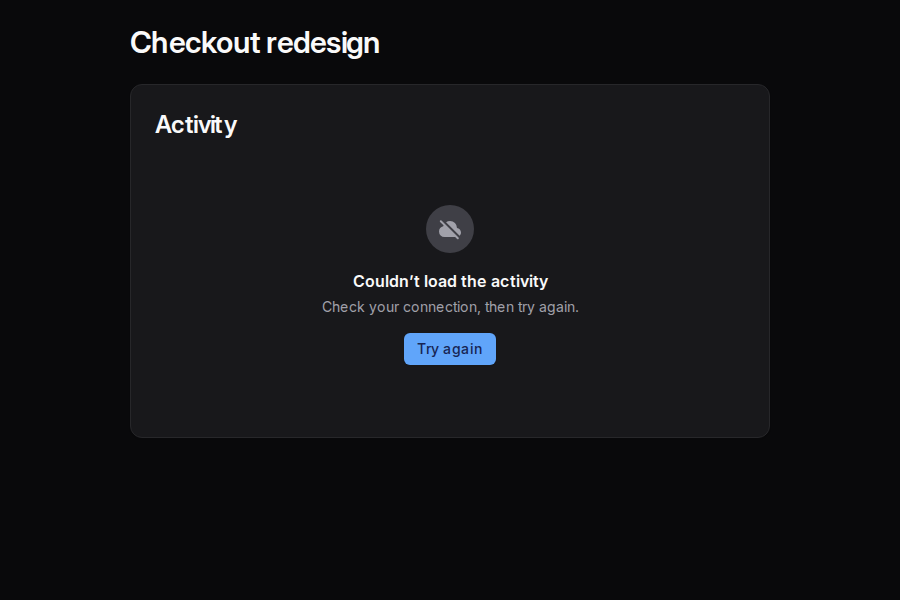 Checkout redesign
Activity
Couldn’t load the activity
Check your connection, then try again.
Try again